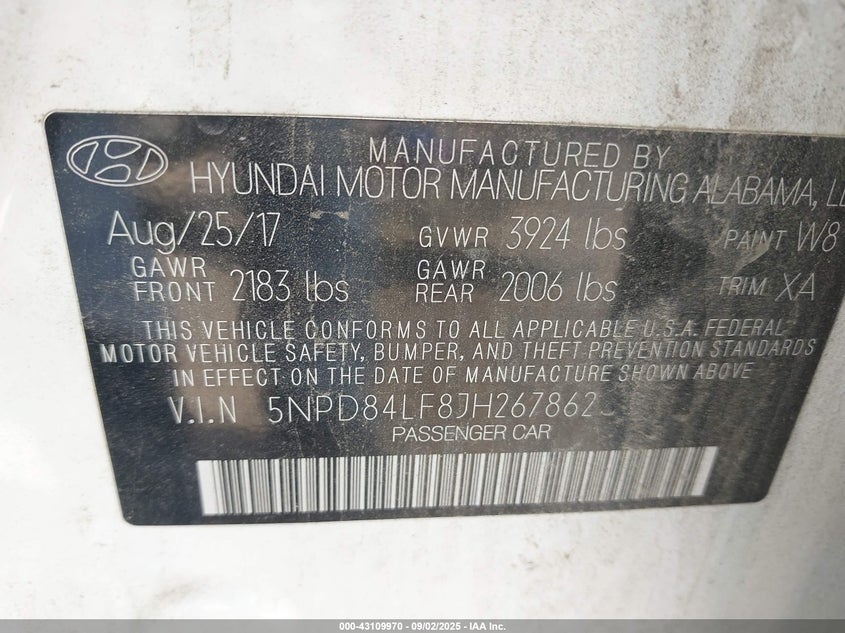 MANUFACTURED BY
HYUNDAI MOTOR MANUFACTURING ALABAMA,
Aug/25/17 GVWR 3924 lbs PAINT W8
GAWR FRONT 2183 lbs GAWR REAR 2006 lbs TRIM XA
THIS VEHICLE CONFORMS TO ALL APPLICABLE U.S.A. FEDERAL
MOTOR VEHICLE SAFETY, BUMPER, AND THEFT PREVENTION STANDARDS
IN EFFECT ON THE DATE OF MANUFACTURE SHOWN ABOVE
V.I.N 5NPD84LF8JH267862
PASSENGER CAR
000-43109970 - 09/02/2025 - IAA Inc.